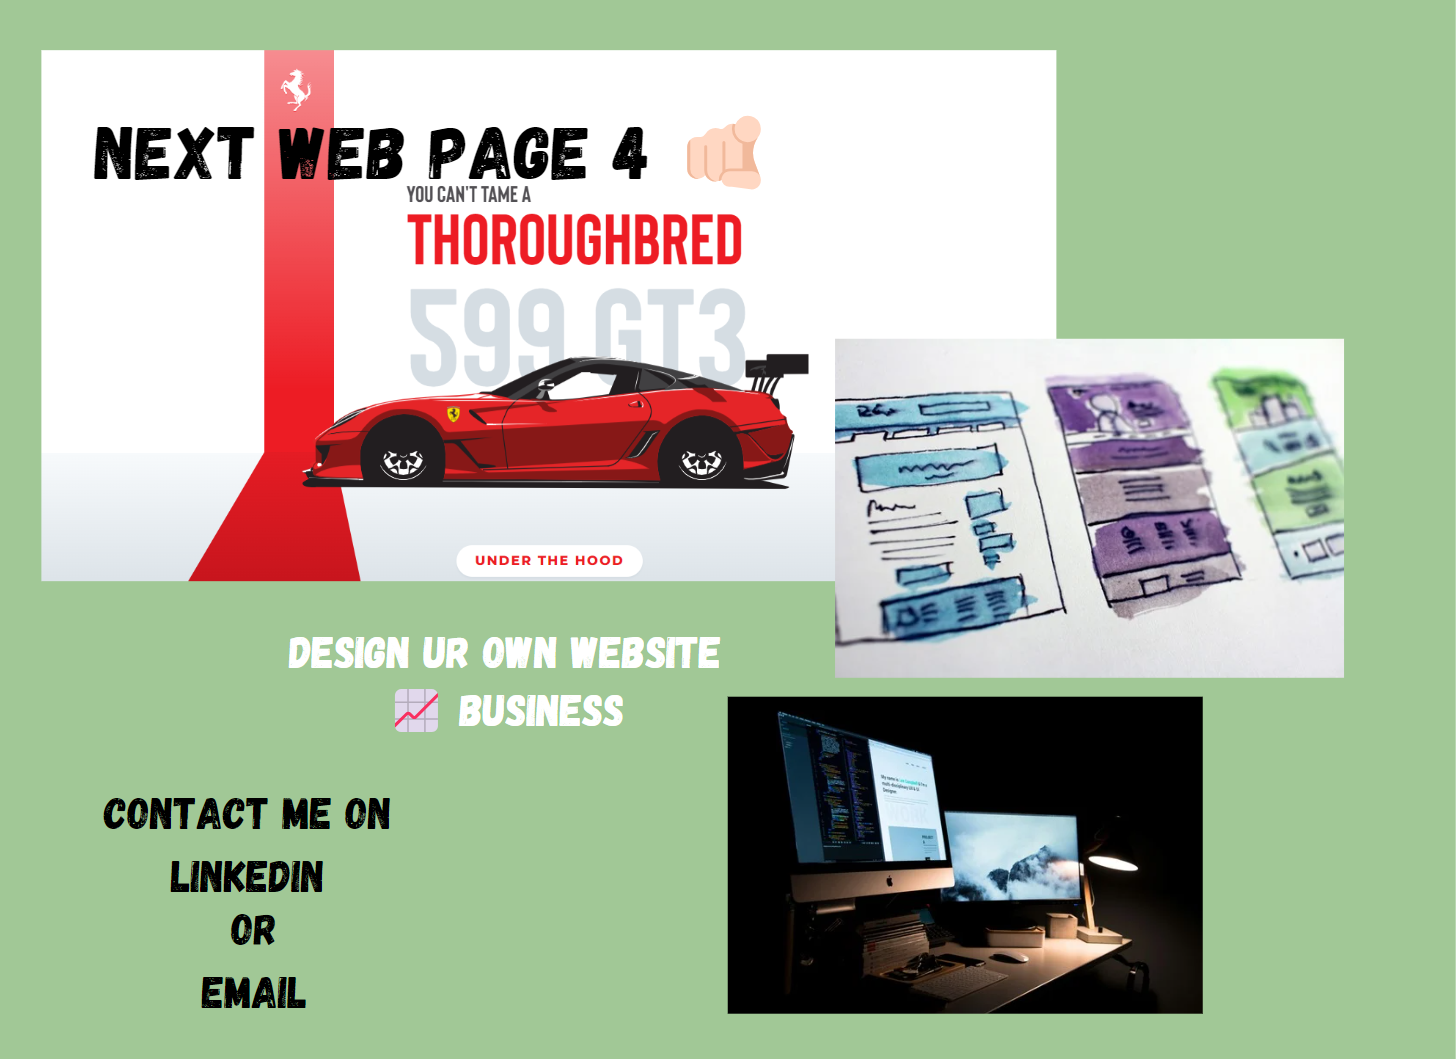 NEXT WEB PAGE 4
YOU CAN'T TAME A
THOROUGHBRED
599 GT3
UNDER THE HOOD
DESIGN UR OWN WEBSITE
BUSINESS
CONTACT ME ON
LINKEDIN
OR
EMAIL